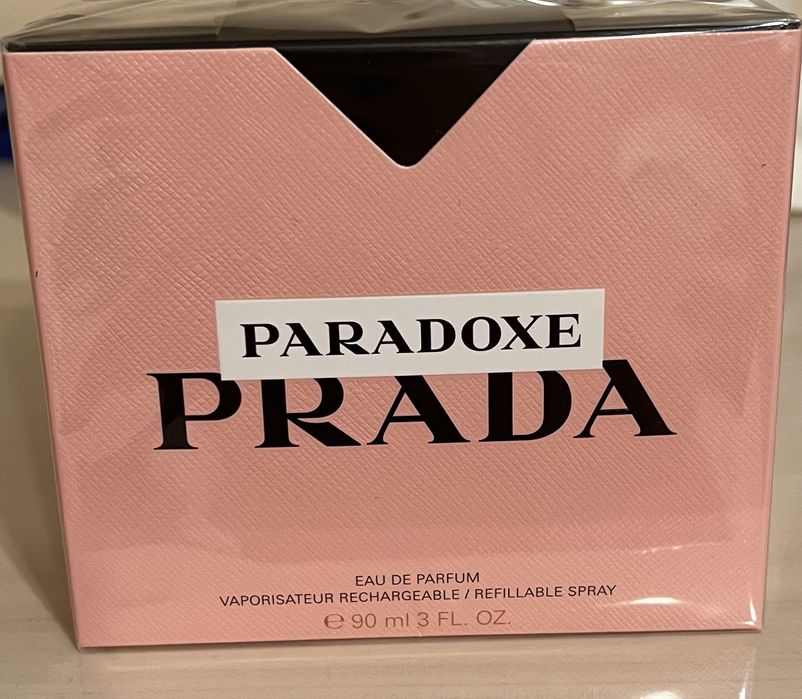 PARADOXE
PRADA
EAU DE PARFUM
VAPORISATEUR RECHARGEABLE / REFILLABLE SPRAY
℮ 90 ml 3 FL. OZ.